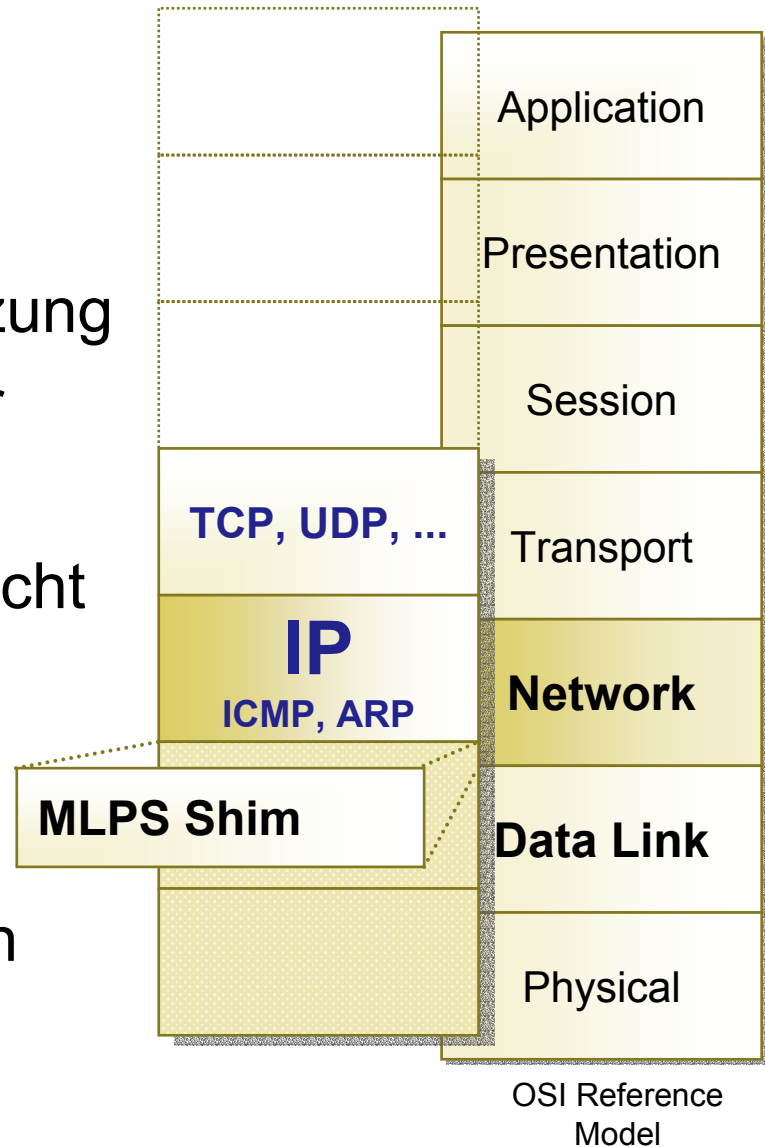 Application
Presentation
zung
Session
TCP, UDP, ...
Transport
cht
IP
ICMP, ARP
Network
MLPS Shim
Data Link
n
Physical
OSI Reference
Model